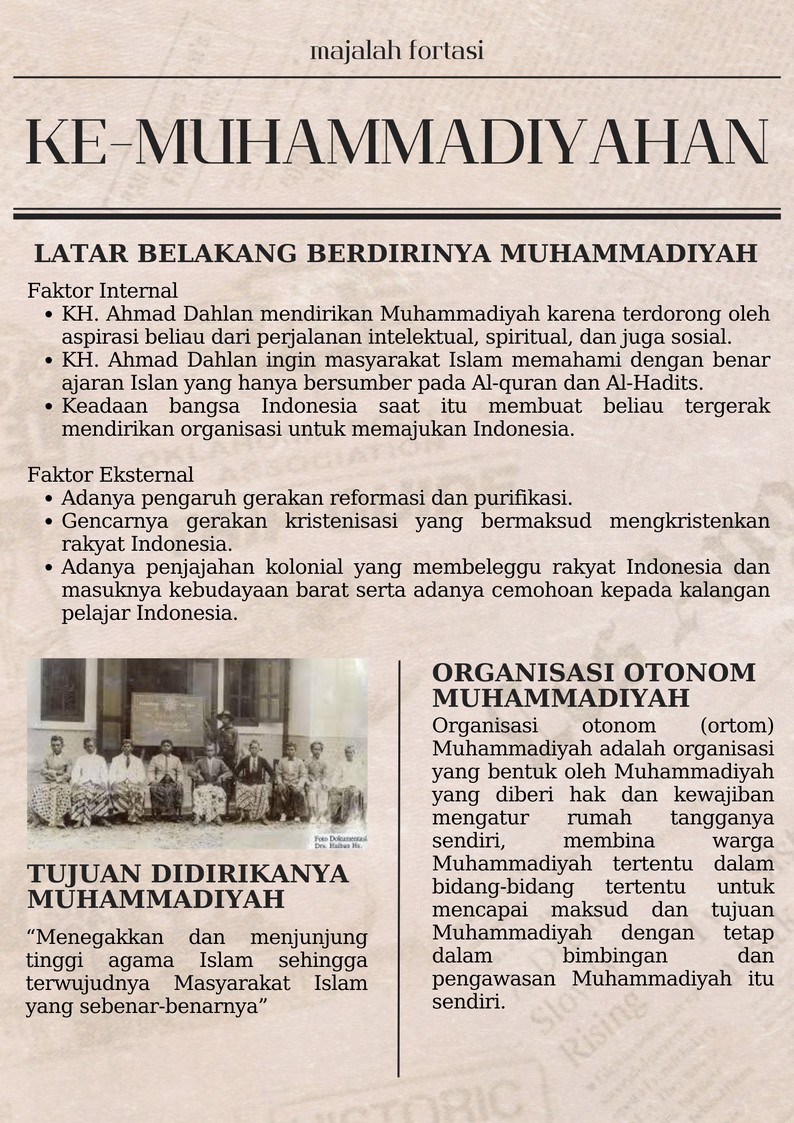 majalah fortasi
KE-MUHAMMADIYAHAN
LATAR BELAKANG BERDIRINYA MUHAMMADIYAH
Faktor Internal
• KH. Ahmad Dahlan mendirikan Muhammadiyah karena terdorong oleh
aspirasi beliau dari perjalanan intelektual, spiritual, dan juga sosial.
• KH. Ahmad Dahlan ingin masyarakat Islam memahami dengan benar
ajaran Islan yang hanya bersumber pada Al-quran dan Al-Hadits.
• Keadaan bangsa Indonesia saat itu membuat beliau tergerak
mendirikan organisasi untuk memajukan Indonesia.
Faktor Eksternal
• Adanya pengaruh gerakan reformasi dan purifikasi.
• Gencarnya gerakan kristenisasi yang bermaksud mengkristenkan
rakyat Indonesia.
• Adanya penjajahan kolonial yang membeleggu rakyat Indonesia dan
masuknya kebudayaan barat serta adanya cemohoan kepada kalangan
pelajar Indonesia.
Foto Dokumentasi
Drs. Haiban Hs.
TUJUAN DIDIRIKANYA
MUHAMMADIYAH
“Menegakkan dan menjunjung
tinggi agama Islam sehingga
terwujudnya Masyarakat Islam
yang sebenar-benarnya”
ORGANISASI OTONOM
MUHAMMADIYAH
Organisasi otonom (ortom)
Muhammadiyah adalah organisasi
yang bentuk oleh Muhammadiyah
yang diberi hak dan kewajiban
mengatur rumah tangganya
sendiri, membina warga
Muhammadiyah tertentu dalam
bidang-bidang tertentu untuk
mencapai maksud dan tujuan
Muhammadiyah dengan tetap
dalam bimbingan dan
pengawasan Muhammadiyah itu
sendiri.
Rising
HISTORIC